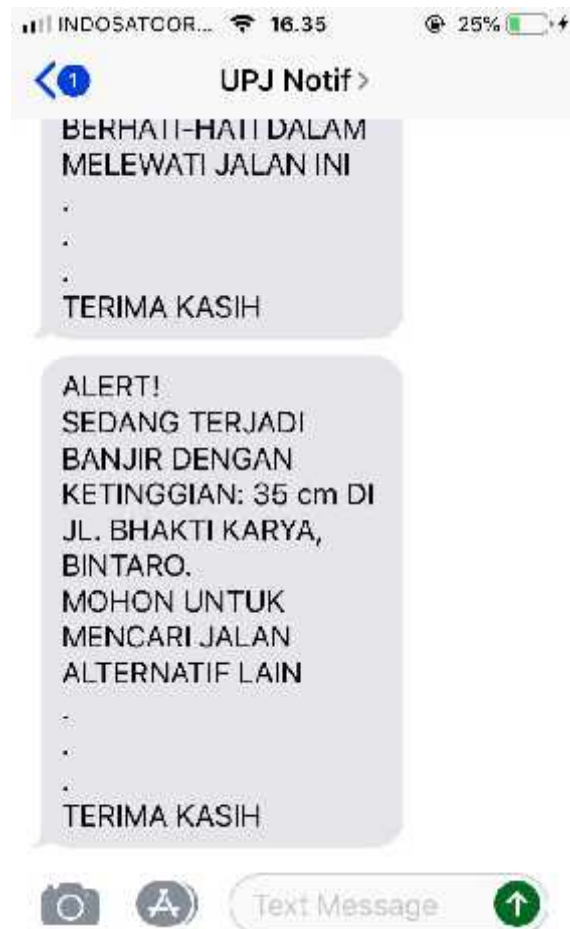 INDOSATCOR... 16.35 25%
1 UPJ Notif >
BERHATI-HATI DALAM
MELEWATI JALAN INI
.
.
.
TERIMA KASIH
ALERT!
SEDANG TERJADI
BANJIR DENGAN
KETINGGIAN: 35 cm DI
JL. BHAKTI KARYA,
BINTARO.
MOHON UNTUK
MENCARI JALAN
ALTERNATIF LAIN
.
.
.
TERIMA KASIH
Text Message